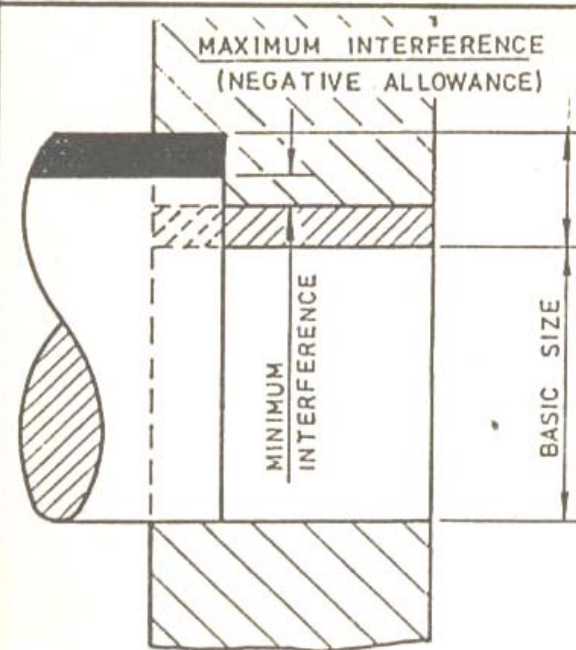 MAXIMUM INTERFERENCE
(NEGATIVE ALLOWANCE)
MINIMUM
INTERFERENCE
BASIC SIZE